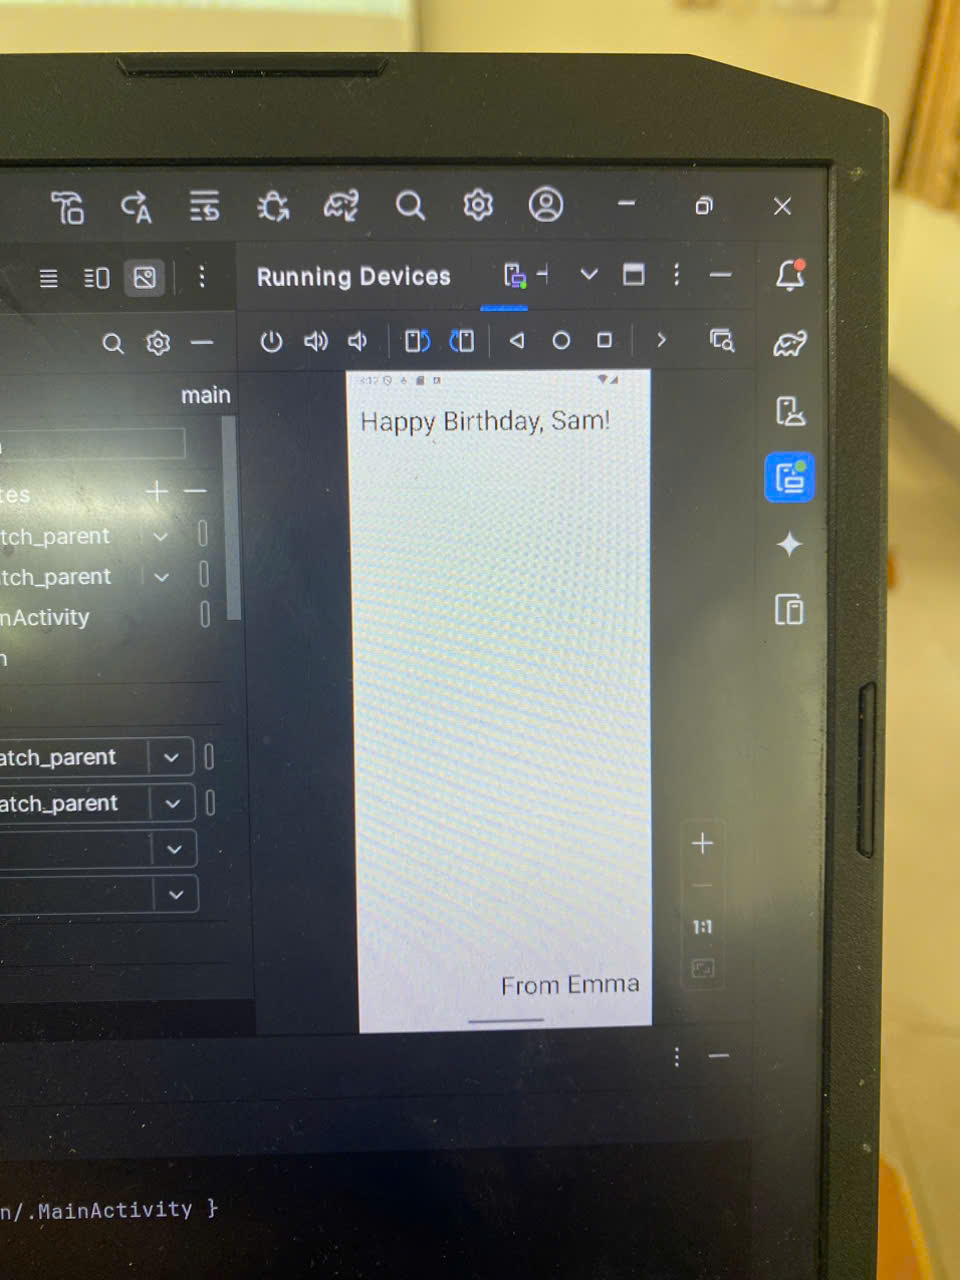 Running Devices
main
tes
tch_parent
tch_parent
nActivity
n
atch_parent
atch_parent
Happy Birthday, Sam!
From Emma
1:1
n/.MainActivity }